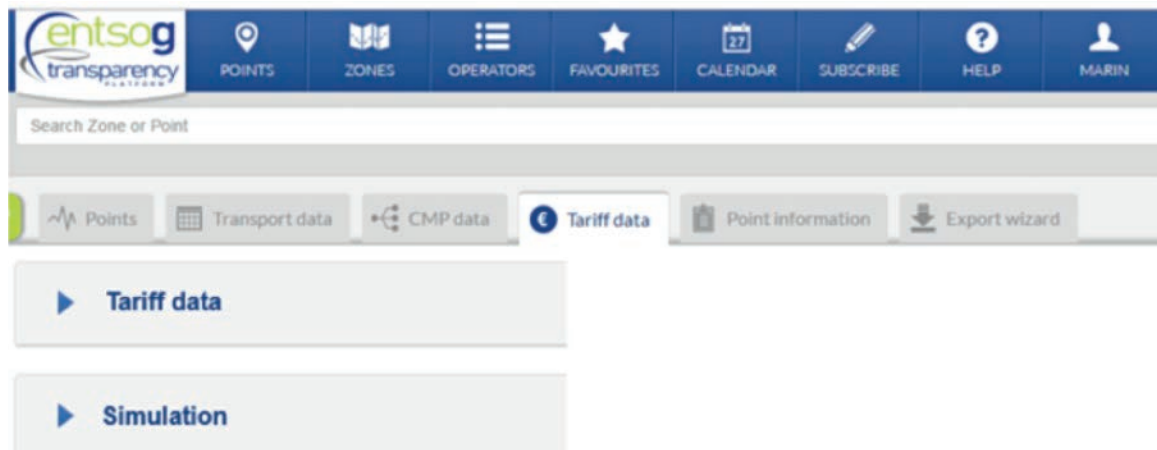 entsog
transparency
PLATFORM
POINTS
ZONES
OPERATORS
FAVOURITES
27
CALENDAR
SUBSCRIBE
?
HELP
MARIN
Search Zone or Point
Points
Transport data
CMP data
€
Tariff data
Point information
Export wizard
Tariff data
Simulation